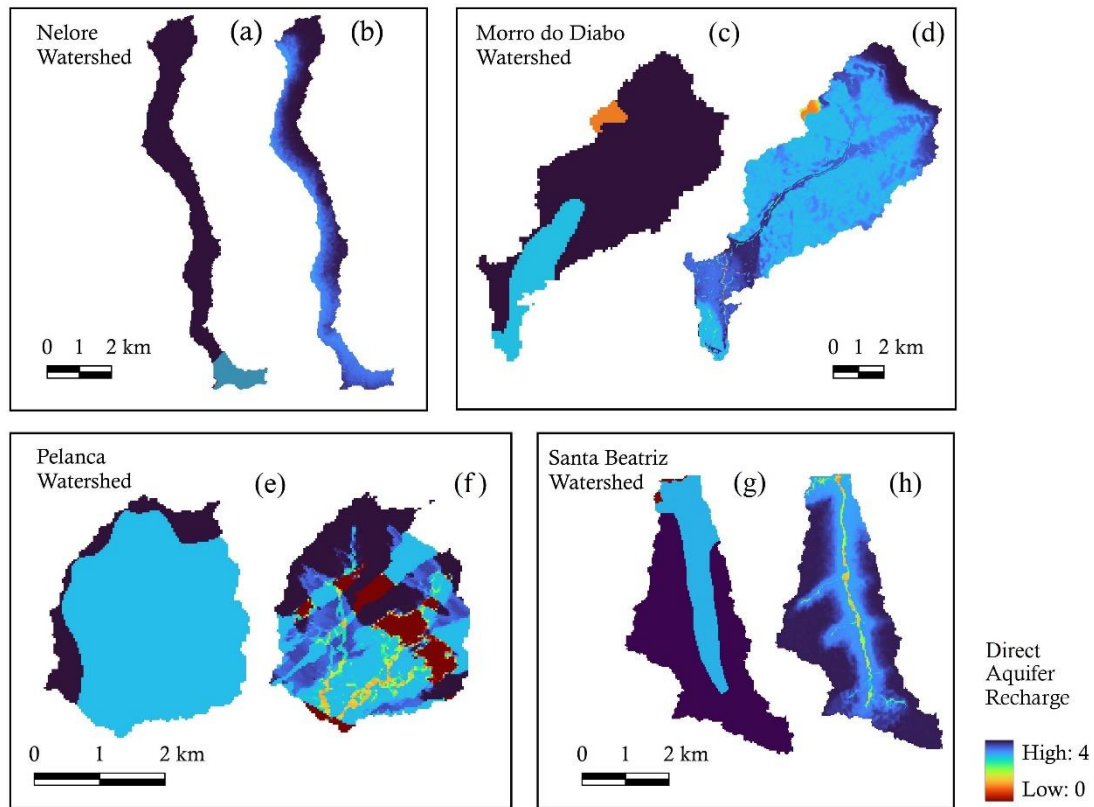 Nelore
Watershed
(a)
(b)
0 1 2 km
Morro do Diabo
Watershed
(c)
(d)
0 1 2 km
Pelanca
Watershed
(e)
(f)
0 1 2 km
Santa Beatriz
Watershed
(g)
(h)
0 1 2 km
Direct
Aquifer
Recharge
High: 4
Low: 0